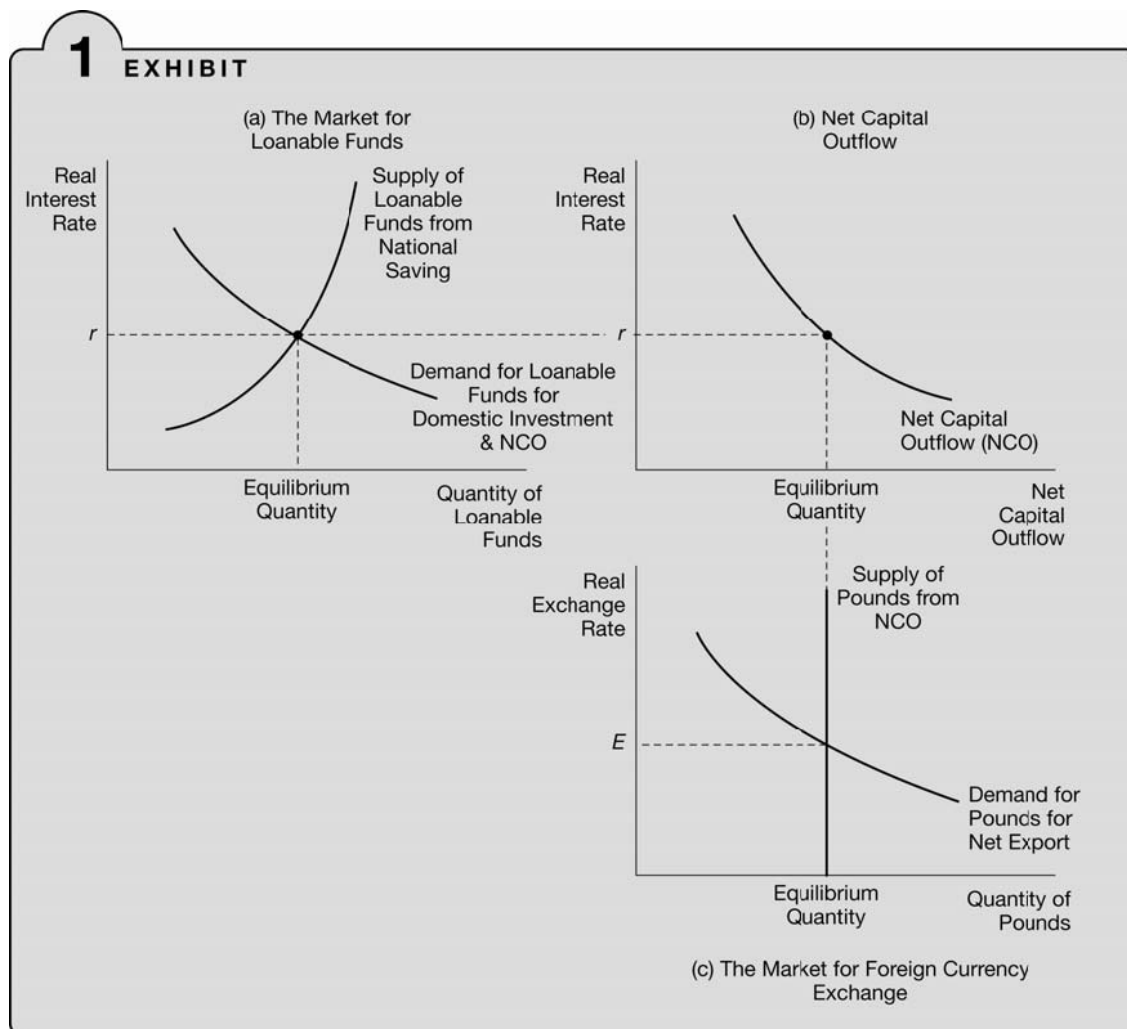 1 EXHIBIT
(a) The Market for
Loanable Funds
Real
Interest
Rate
Supply of
Loanable
Funds from
National
Saving
r
Demand for Loanable
Funds for
Domestic Investment
& NCO
Equilibrium
Quantity
Quantity of
Loanable
Funds
(b) Net Capital
Outflow
Real
Interest
Rate
r
Net Capital
Outflow (NCO)
Equilibrium
Quantity
Net
Capital
Outflow
Real
Exchange
Rate
Supply of
Pounds from
NCO
E
Demand for
Pounds for
Net Export
Equilibrium
Quantity
Quantity of
Pounds
(c) The Market for Foreign Currency
Exchange